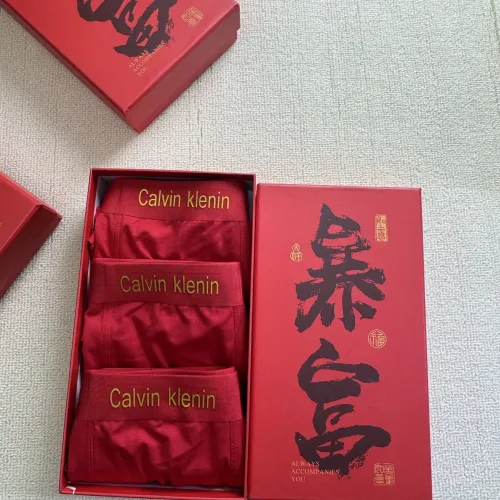 ALWAYS
ACCOMPANIES
YOU
Calvin klenin
Calvin klenin
Calvin klenin
暴
富
ALWAYS
ACCOMPANIES
YOU